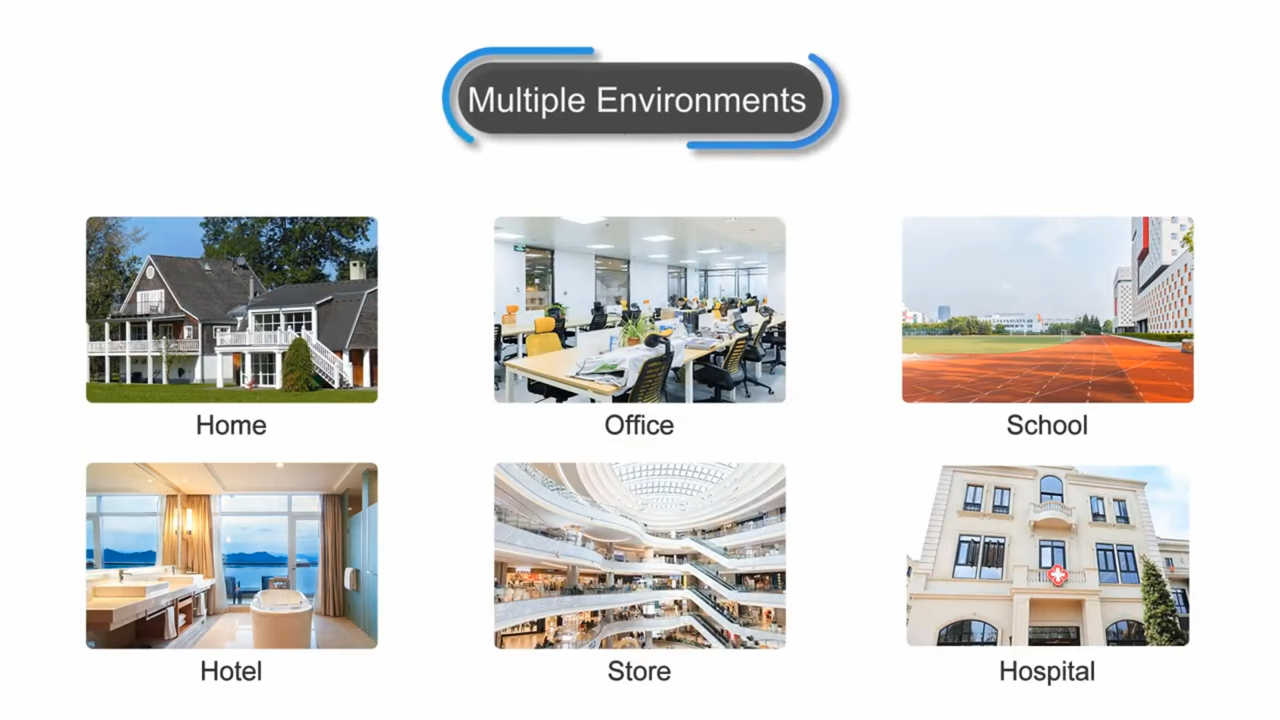 Multiple Environments
Home
Office
School
Hotel
Store
Hospital